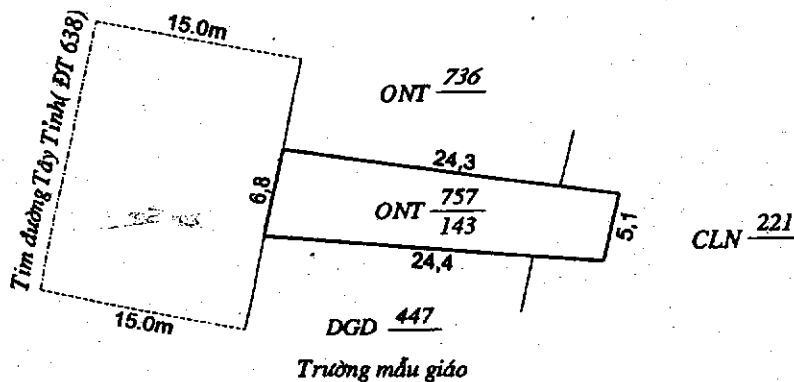 15.0m
Tim đường Tây Tỉnh( ĐT 638)
ONT 736
24,3
6,8
ONT 757
143
5,1
CLN 221
24,4
15.0m
DGD 447
Trường mẫu giáo